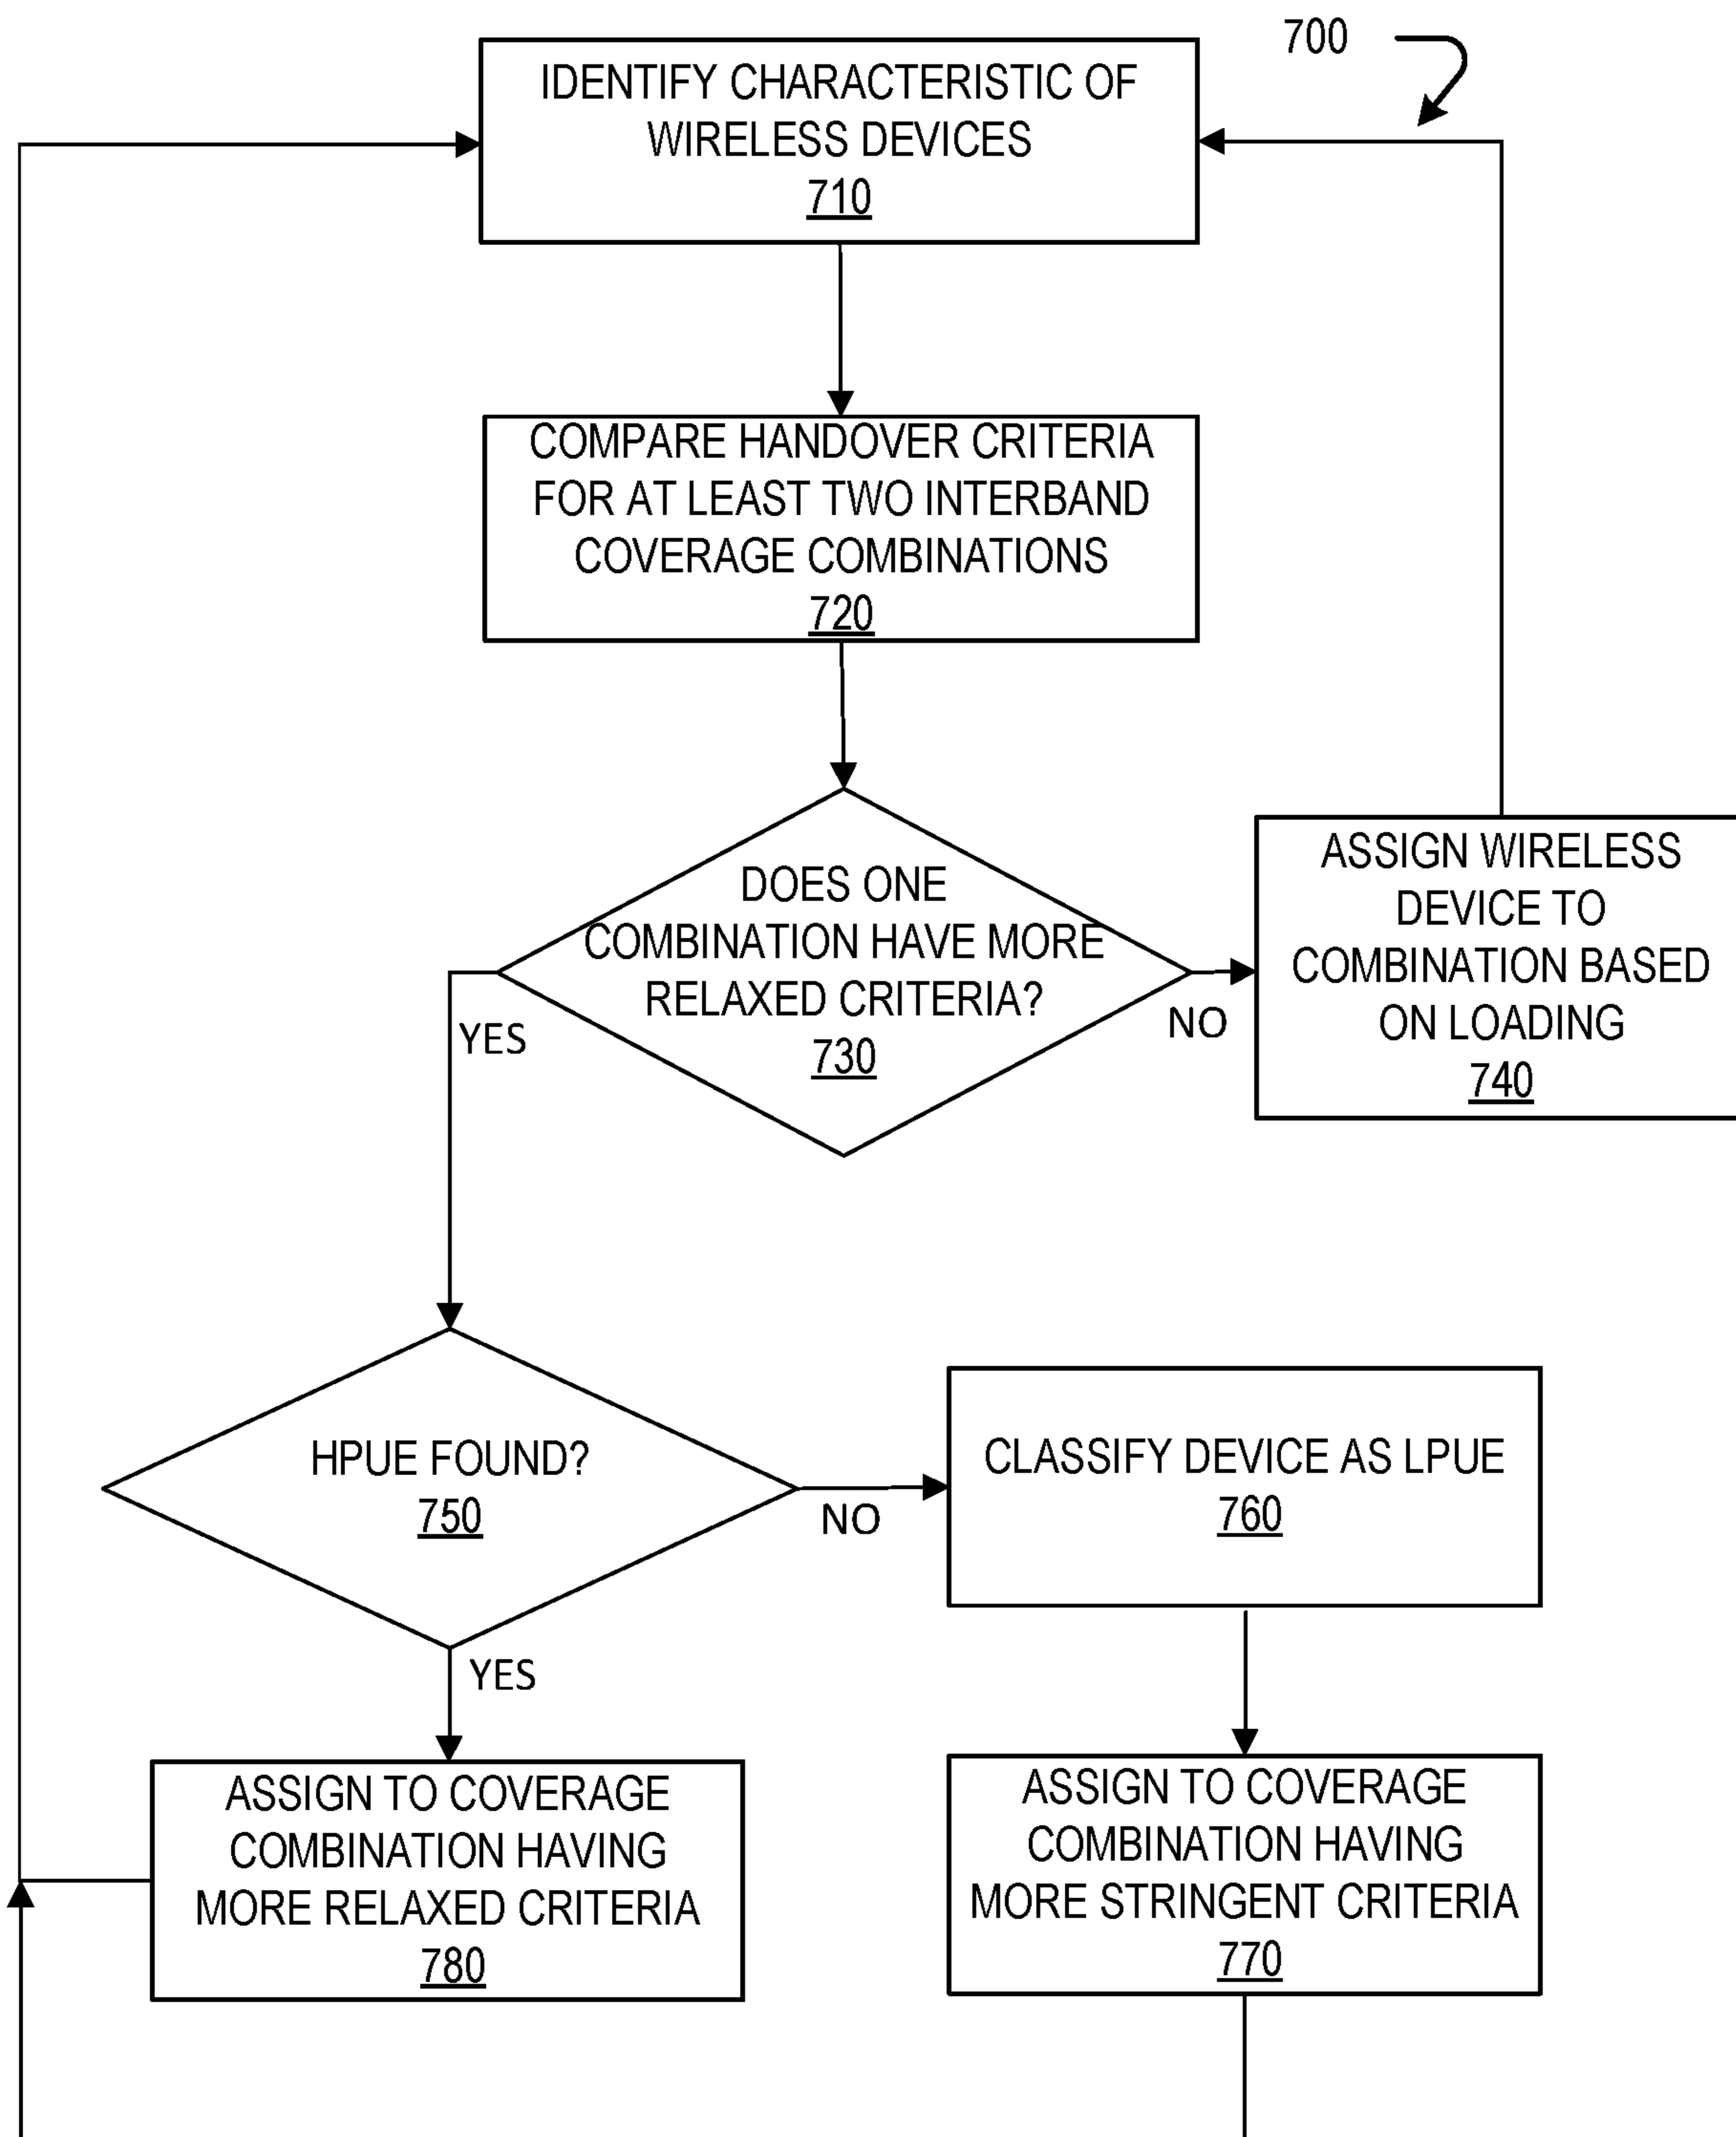 700
IDENTIFY CHARACTERISTIC OF
WIRELESS DEVICES
710
COMPARE HANDOVER CRITERIA
FOR AT LEAST TWO INTERBAND
COVERAGE COMBINATIONS
720
DOES ONE
COMBINATION HAVE MORE
RELAXED CRITERIA?
730
YES
NO
ASSIGN WIRELESS
DEVICE TO
COMBINATION BASED
ON LOADING
740
HPUE FOUND?
750
NO
YES
CLASSIFY DEVICE AS LPUE
760
ASSIGN TO COVERAGE
COMBINATION HAVING
MORE RELAXED CRITERIA
780
ASSIGN TO COVERAGE
COMBINATION HAVING
MORE STRINGENT CRITERIA
770